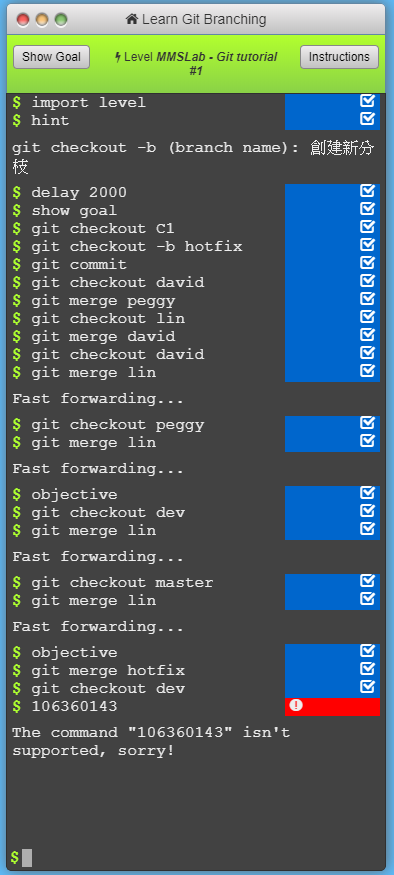 Learn Git Branching
Show Goal
Level MMSLab - Git tutorial
#1
Instructions
$ import level
$ hint
git checkout -b (branch name): 創建新分
枝
$ delay 2000
$ show goal
$ git checkout C1
$ git checkout -b hotfix
$ git commit
$ git checkout david
$ git merge peggy
$ git checkout lin
$ git merge david
$ git checkout david
$ git merge lin
Fast forwarding...
$ git checkout peggy
$ git merge lin
Fast forwarding...
$ objective
$ git checkout dev
$ git merge lin
Fast forwarding...
$ git checkout master
$ git merge lin
Fast forwarding...
$ objective
$ git merge hotfix
$ git checkout dev
$ 106360143
The command "106360143" isn't
supported, sorry!
$